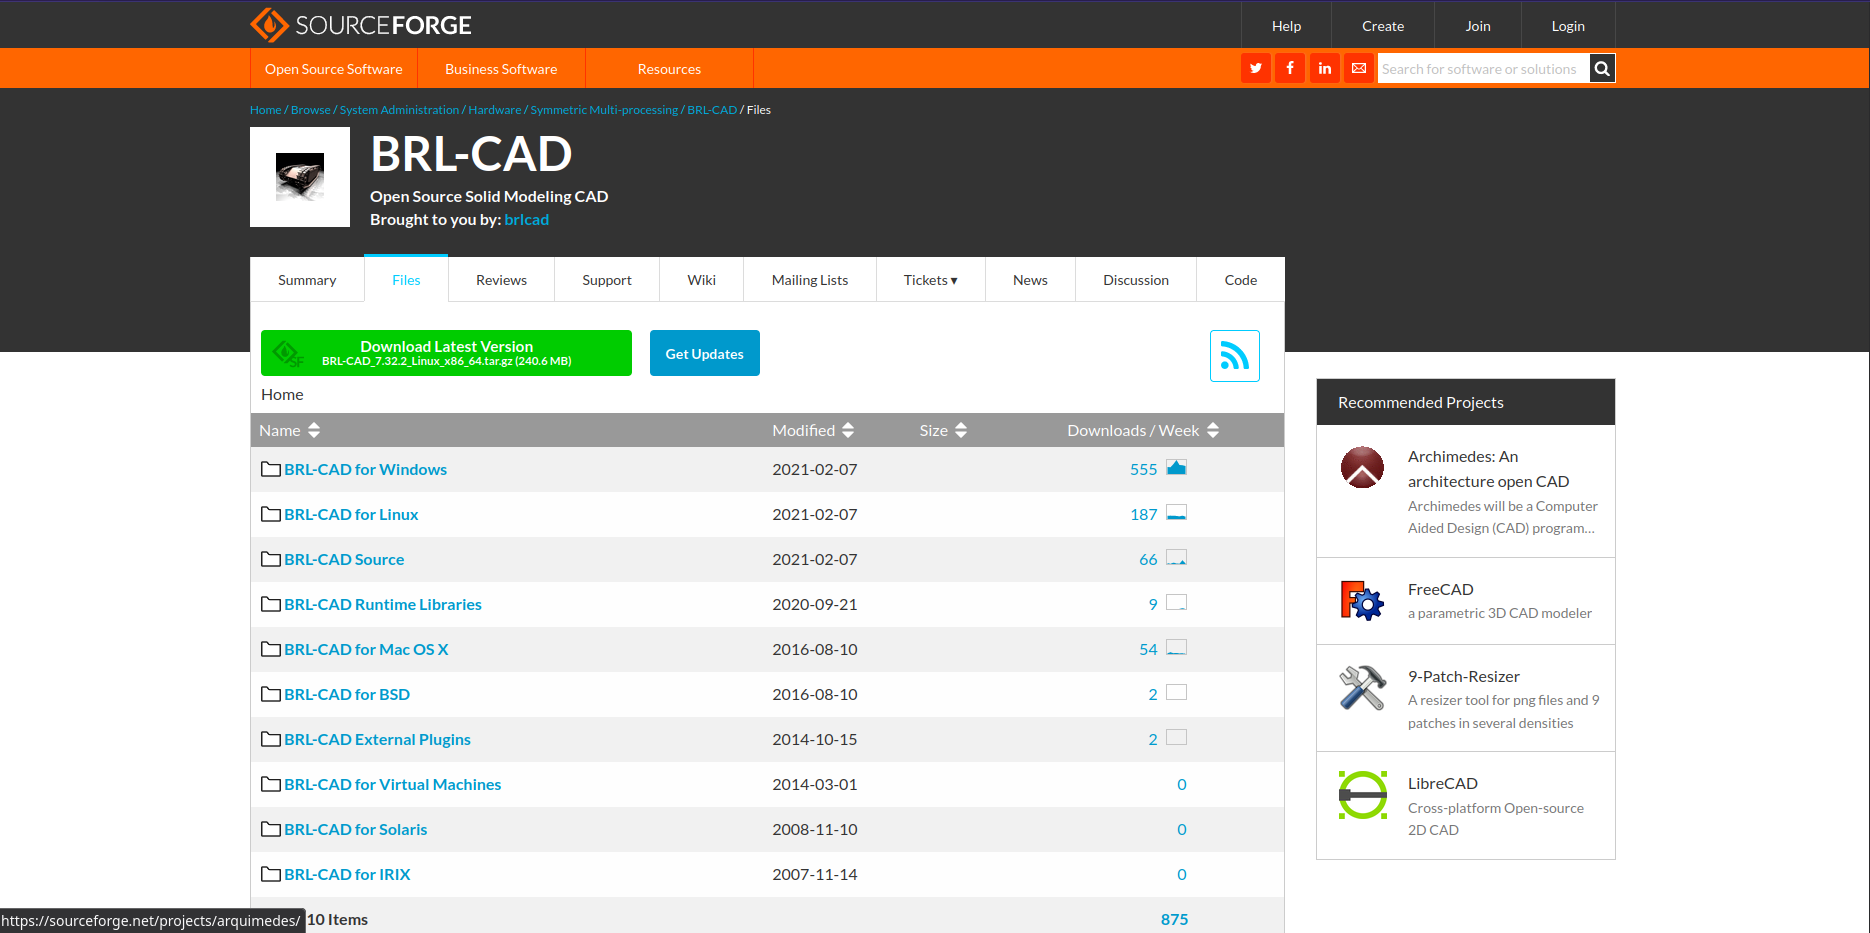 SOURCEFORGE
Help
Create
Join
Login
Open Source Software
Business Software
Resources
Search for software or solutions
Home / Browse / System Administration / Hardware / Symmetric Multi-processing / BRL-CAD / Files
BRL-CAD
Open Source Solid Modeling CAD
Brought to you by: brlcad
Summary
Files
Reviews
Support
Wiki
Mailing Lists
Tickets ▾
News
Discussion
Code
Download Latest Version
BRL-CAD_7.32.2_Linux_x86_64.tar.gz (240.6 MB)
SF
Get Updates
Home
Name Modified Size Downloads / Week
BRL-CAD for Windows 2021-02-07 555
BRL-CAD for Linux 2021-02-07 187
BRL-CAD Source 2021-02-07 66
BRL-CAD Runtime Libraries 2020-09-21 9
BRL-CAD for Mac OS X 2016-08-10 54
BRL-CAD for BSD 2016-08-10 2
BRL-CAD External Plugins 2014-10-15 2
BRL-CAD for Virtual Machines 2014-03-01 0
BRL-CAD for Solaris 2008-11-10 0
BRL-CAD for IRIX 2007-11-14 0
10 Items 875
Recommended Projects
Archimedes: An
architecture open CAD
Archimedes will be a Computer
Aided Design (CAD) program...
FreeCAD
a parametric 3D CAD modeler
9-Patch-Resizer
A resizer tool for png files and 9
patches in several densities
LibreCAD
Cross-platform Open-source
2D CAD
https://sourceforge.net/projects/arquimedes/